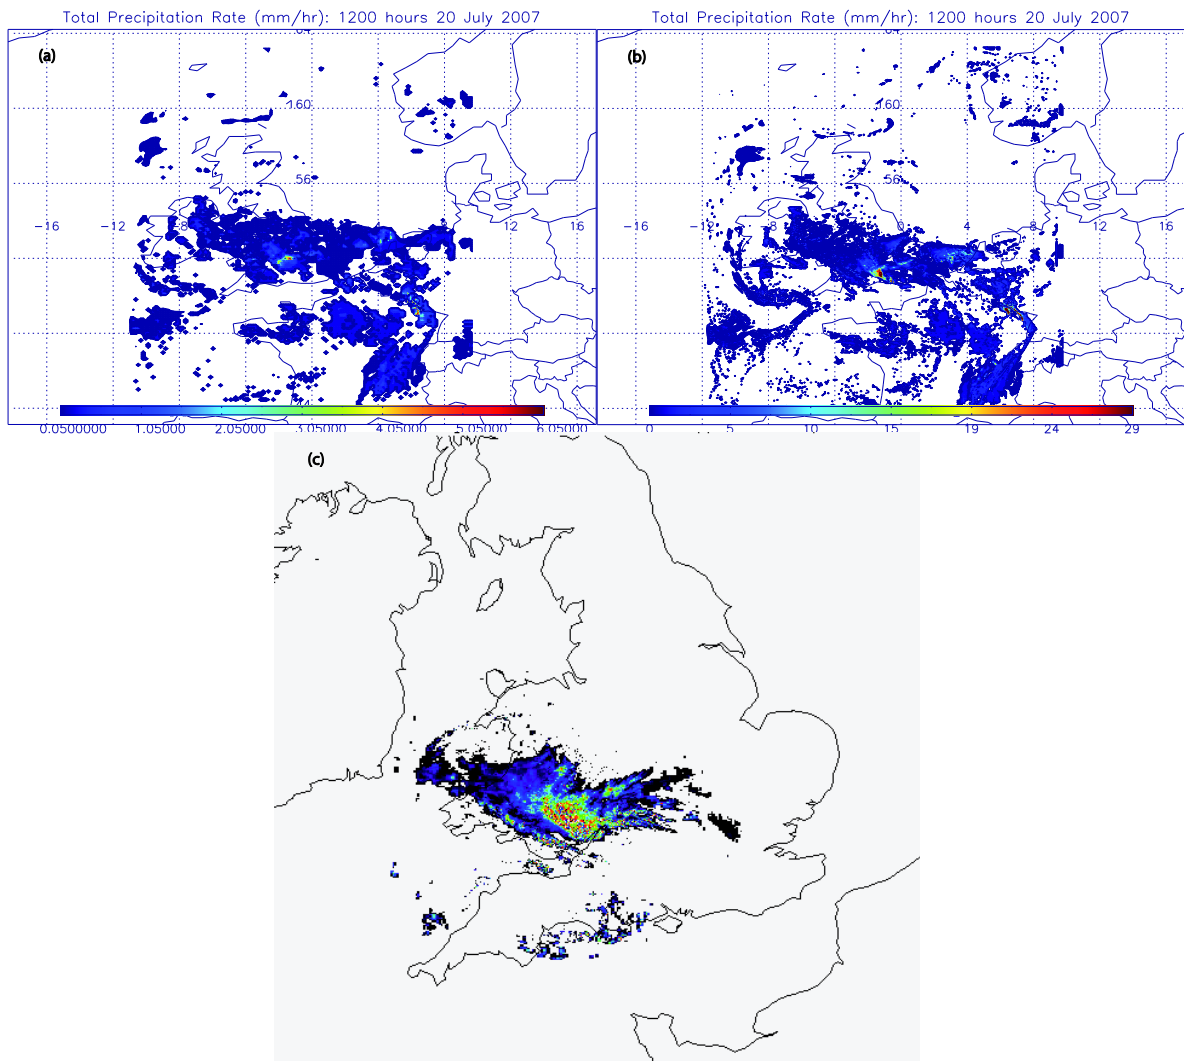 Total Precipitation Rate (mm/hr): 1200 hours 20 July 2007
Total Precipitation Rate (mm/hr): 1200 hours 20 July 2007
(a)
(b)
160
160
56
56
-16 -12 12 16
-16 -12 -8 0 4 8 12 16
0.0500000 1.05000 2.05000 3.05000 4.05000 5.05000 6.05000
0 5 10 15 19 24 29
(c)